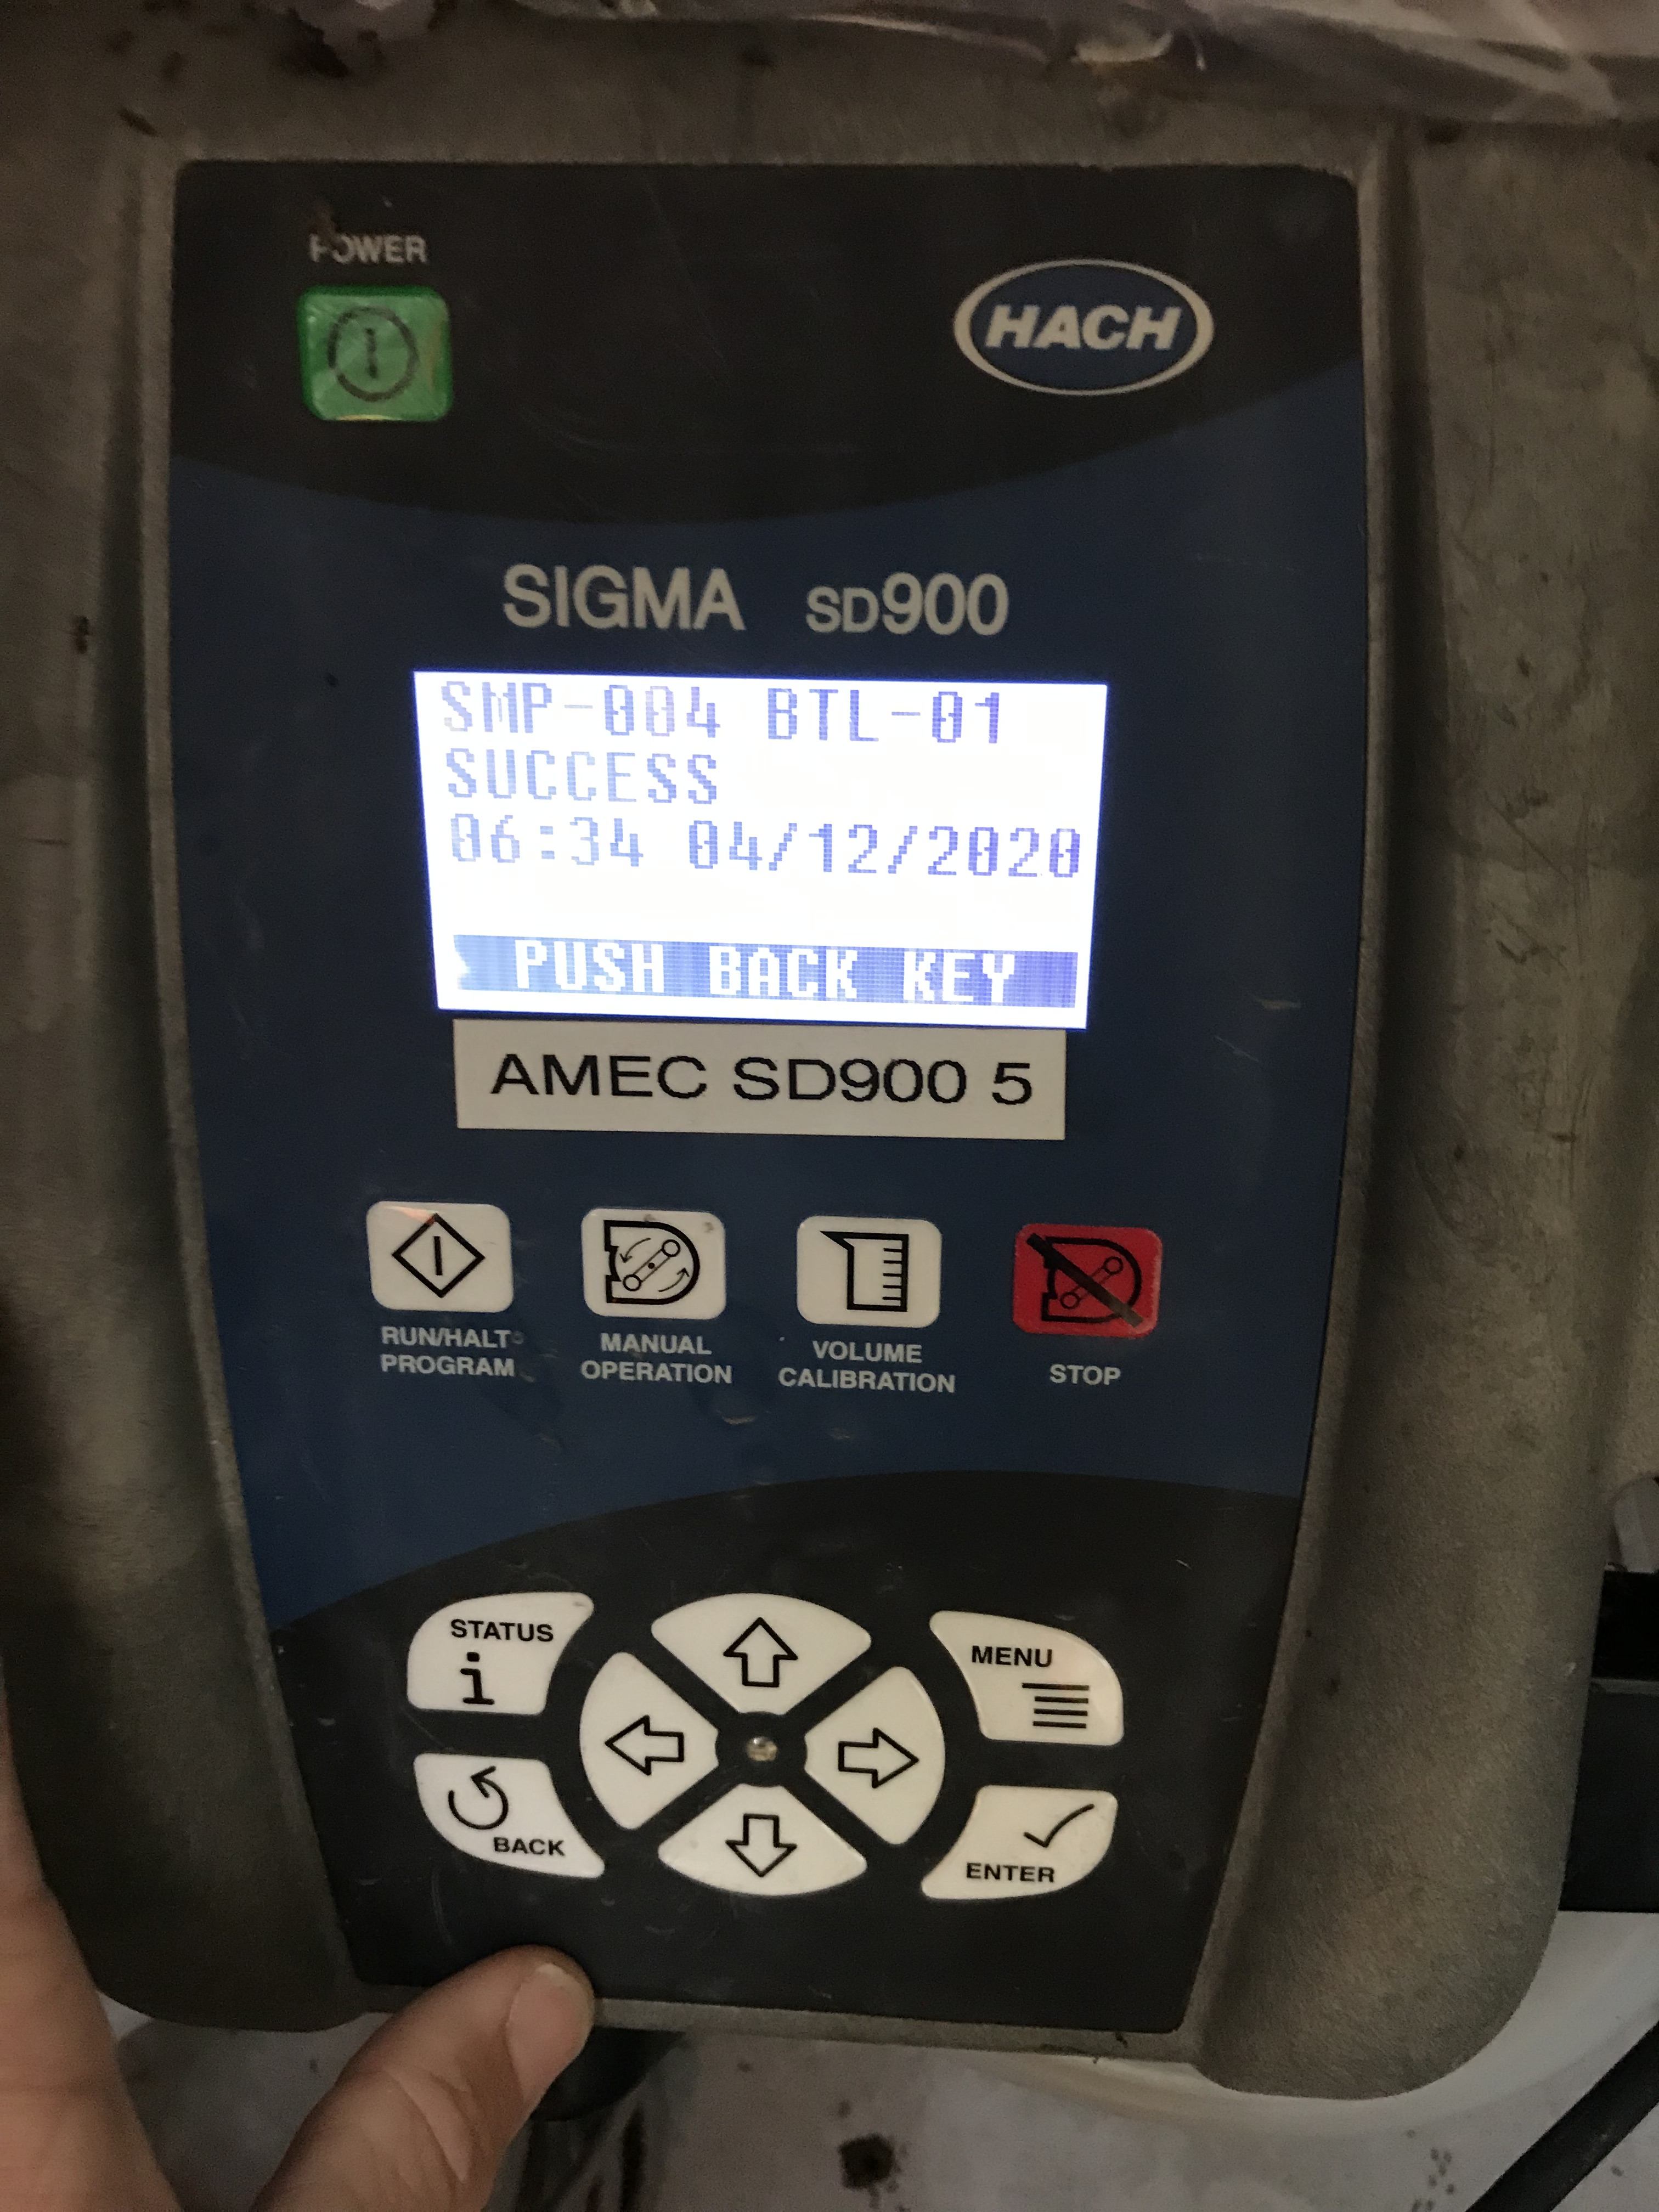 POWER
HACH
SIGMA SD900
SMP-004 BTL-01
SUCCESS
06:34 04/12/2020
PUSH BACK KEY
AMEC SD900 5
RUN/HALT
PROGRAM
MANUAL
OPERATION
VOLUME
CALIBRATION
STOP
STATUS
i
MENU
BACK
ENTER